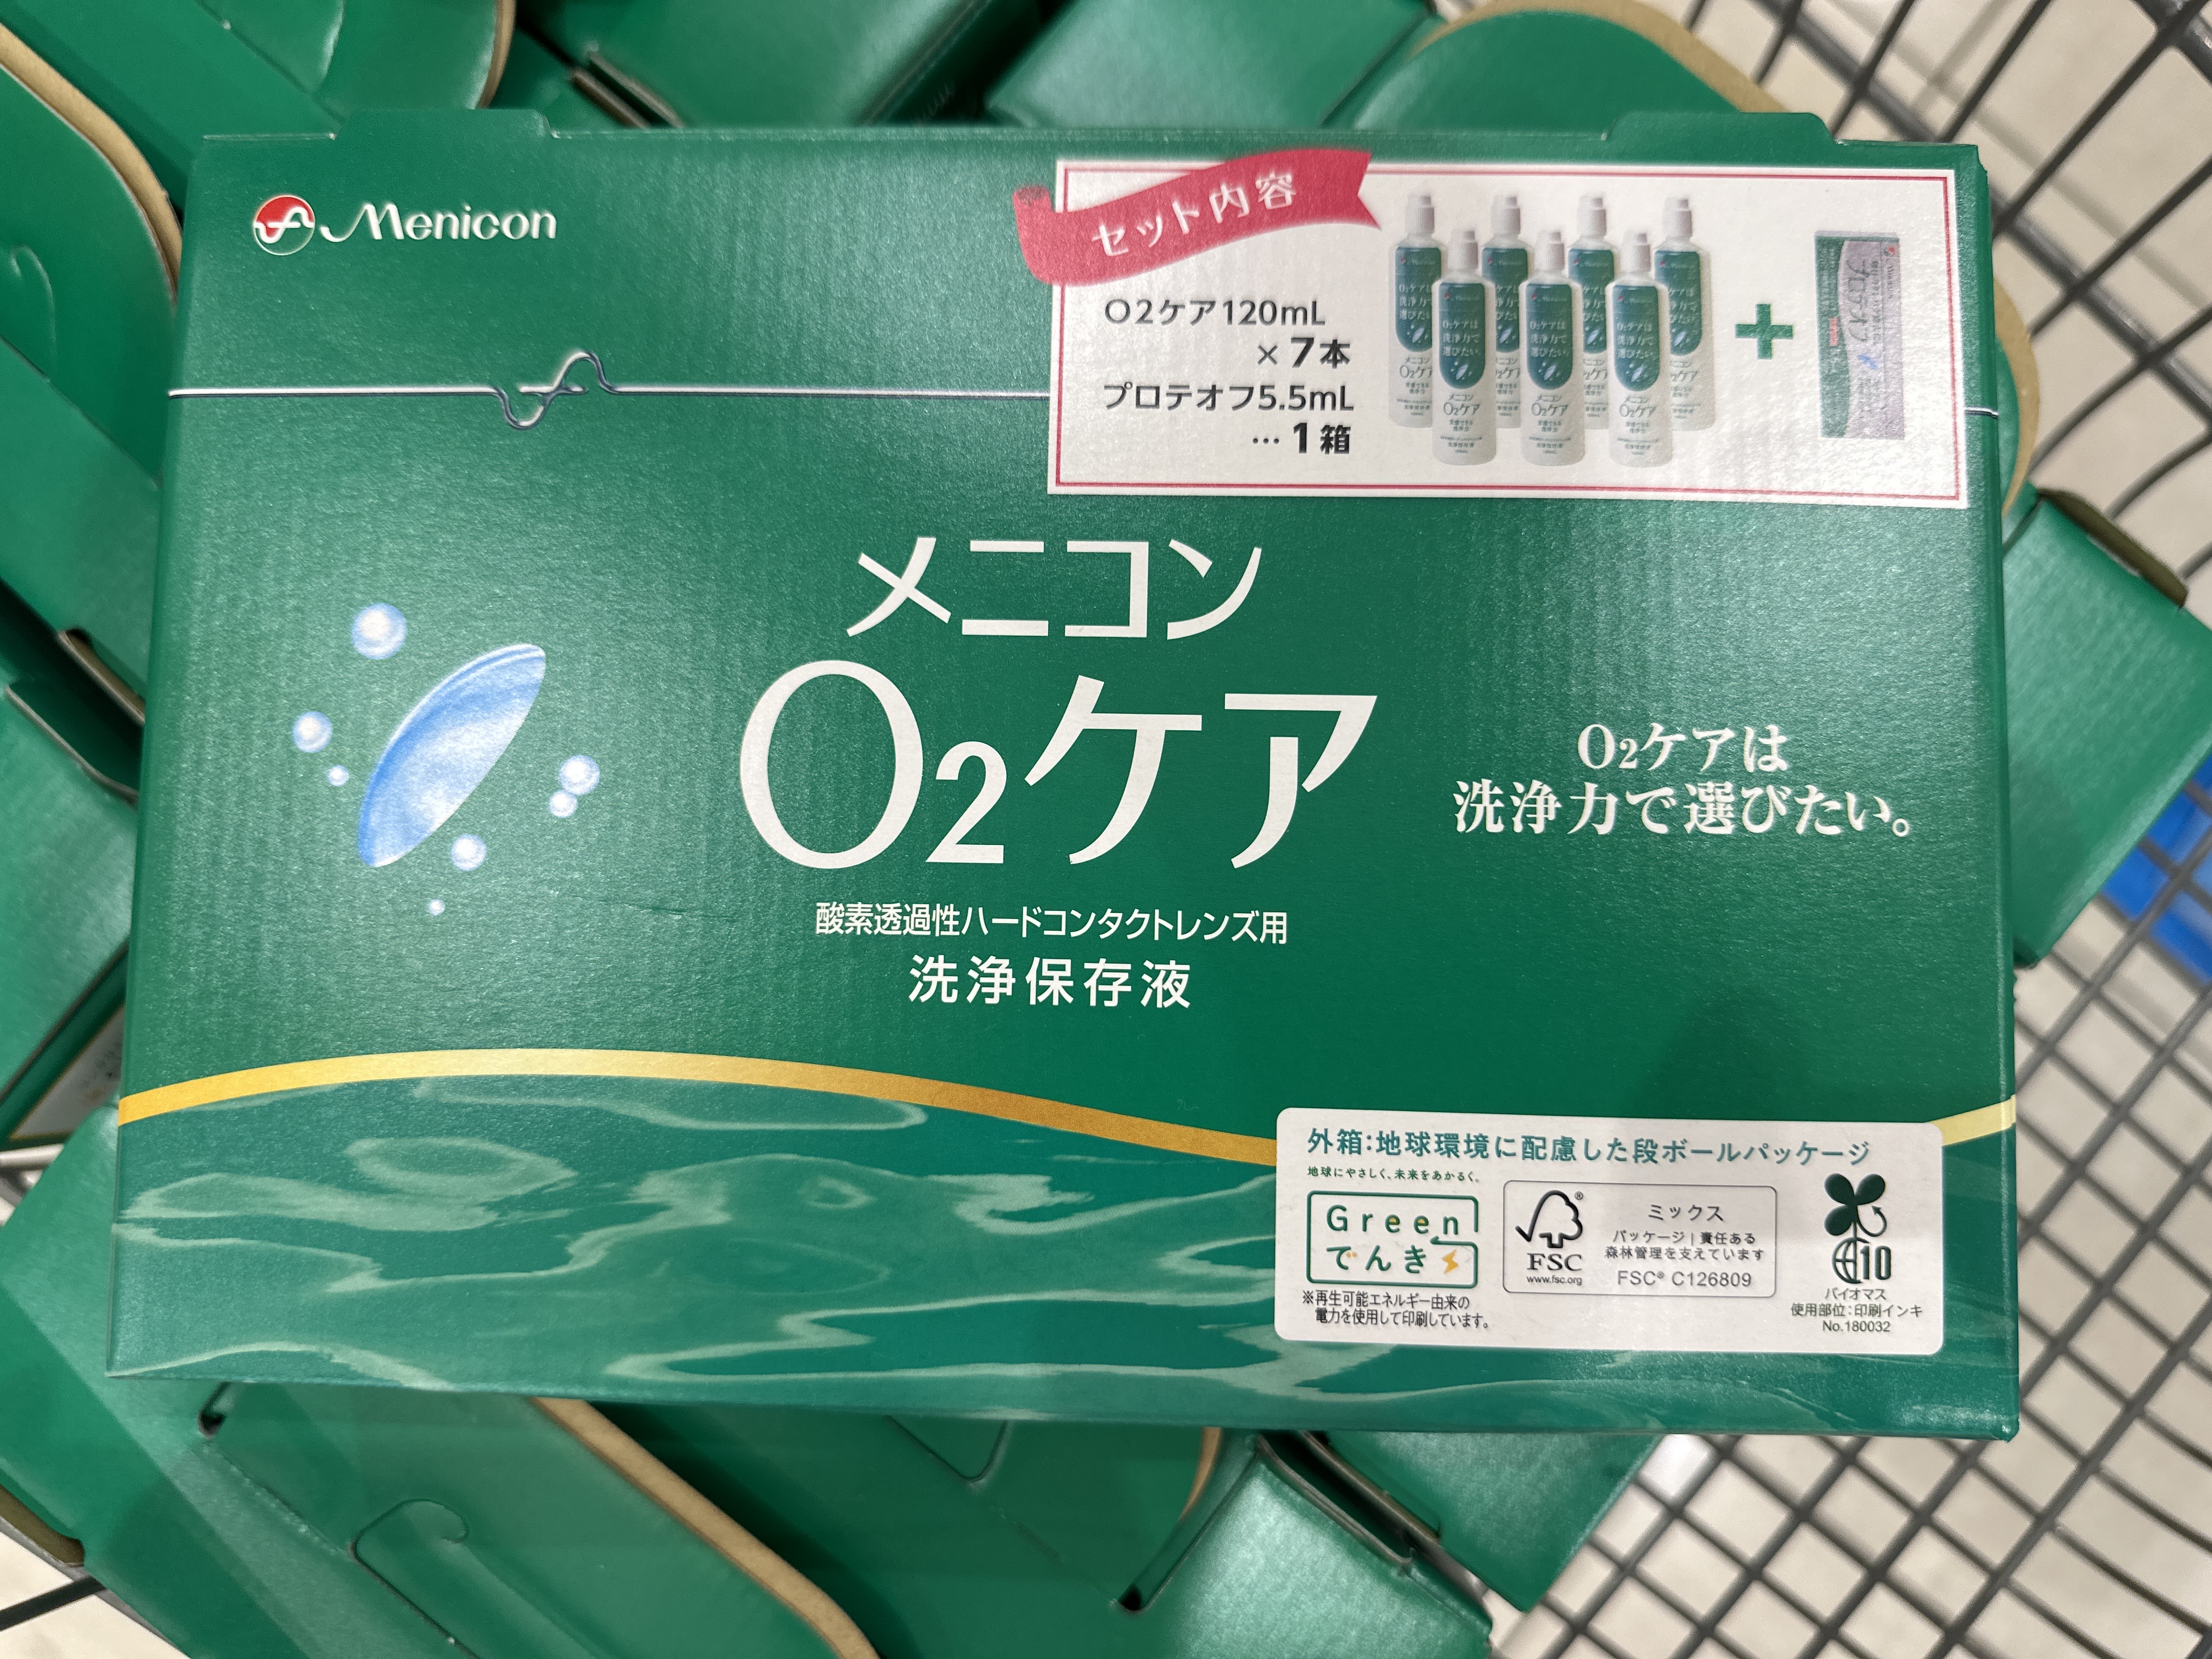 Menicon
セット内容
O2ケア120mL
×7本
プロテオフ5.5mL
…1箱
メニコン
O2ケア
O2ケアは
洗浄力で選びたい。
酸素透過性ハードコンタクトレンズ用
洗浄保存液
外箱:地球環境に配慮した段ボールパッケージ
地球にやさしく、未来をあかるく。
Green
でんき
※再生可能エネルギー由来の
電力を使用して印刷しています。
FSC
www.fsc.org
ミックス
パッケージ|責任ある
森林管理を支えています
FSC® C126809
10
バイオマス
使用部位:印刷インキ
No.180032